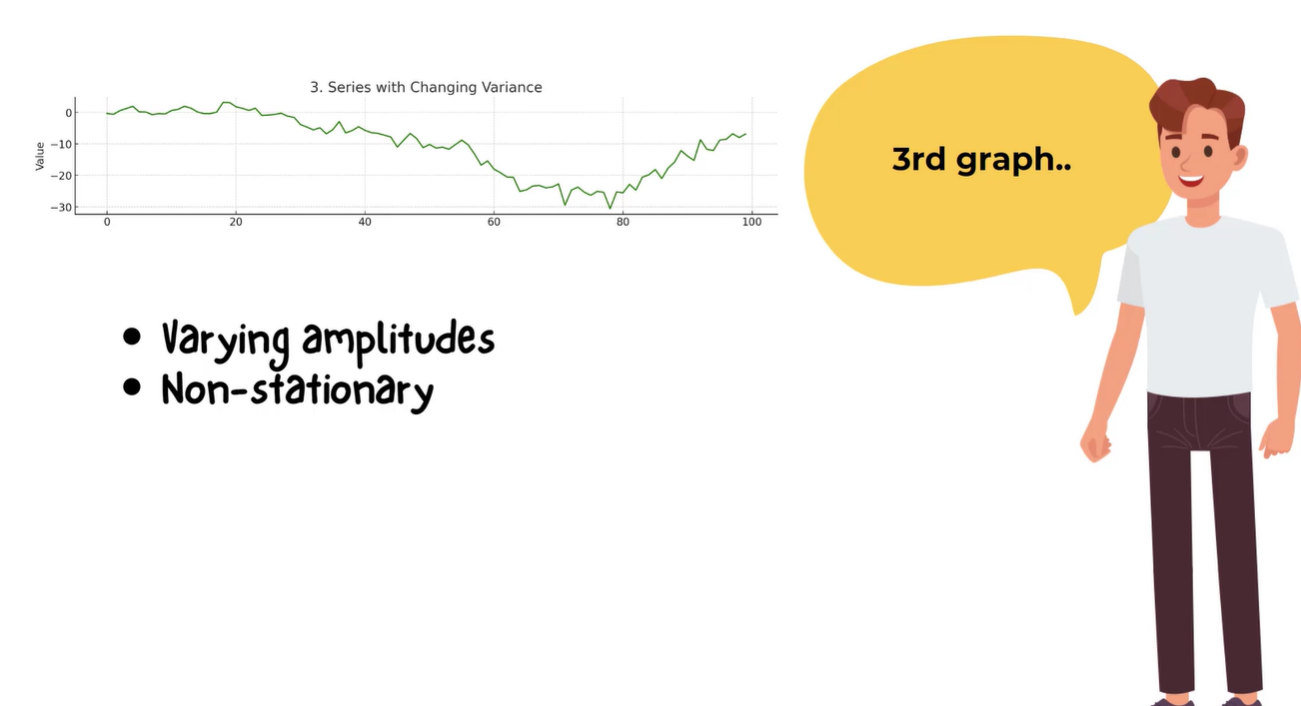 3. Series with Changing Variance
Value
0
−10
−20
−30
0 20 40 60 80 100
3rd graph..
• Varying amplitudes
• Non-stationary